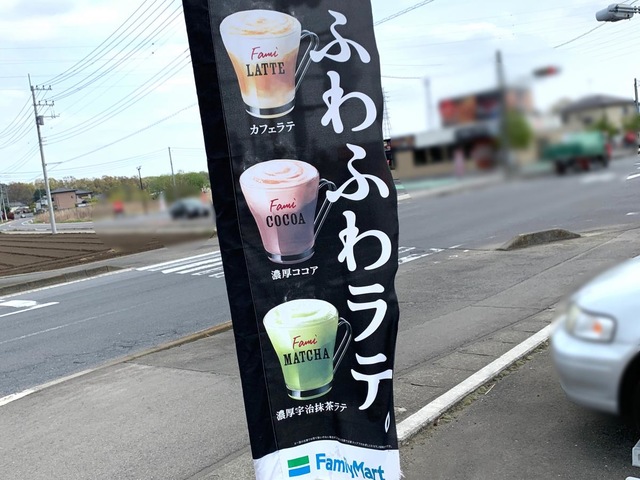 ふわふわラテ。
Fami
LATTE
カフェラテ
Fami
COCOA
濃厚ココア
Fami
MATCHA
濃厚宇治抹茶ラテ
FamilyMart